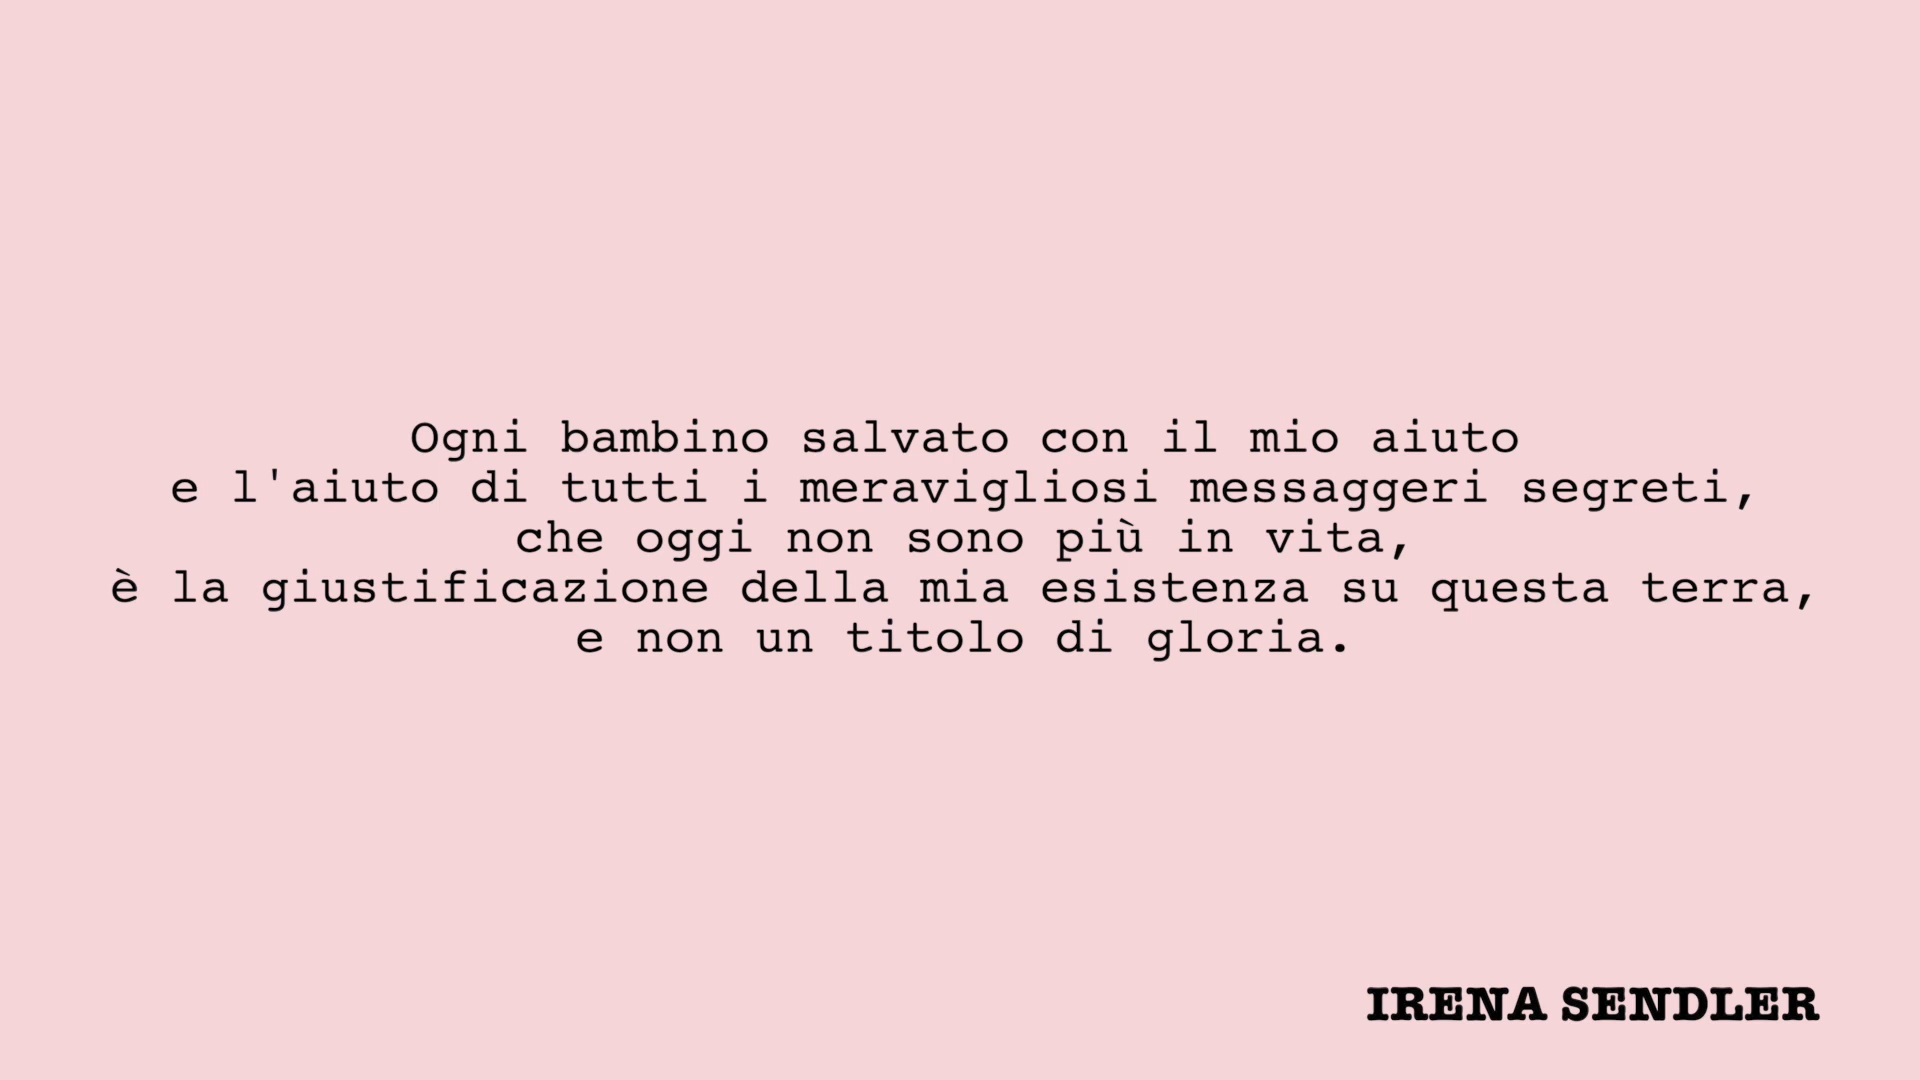 Ogni bambino salvato con il mio aiuto
e l'aiuto di tutti i meravigliosi messaggeri segreti,
che oggi non sono più in vita,
è la giustificazione della mia esistenza su questa terra,
e non un titolo di gloria.
IRENA SENDLER